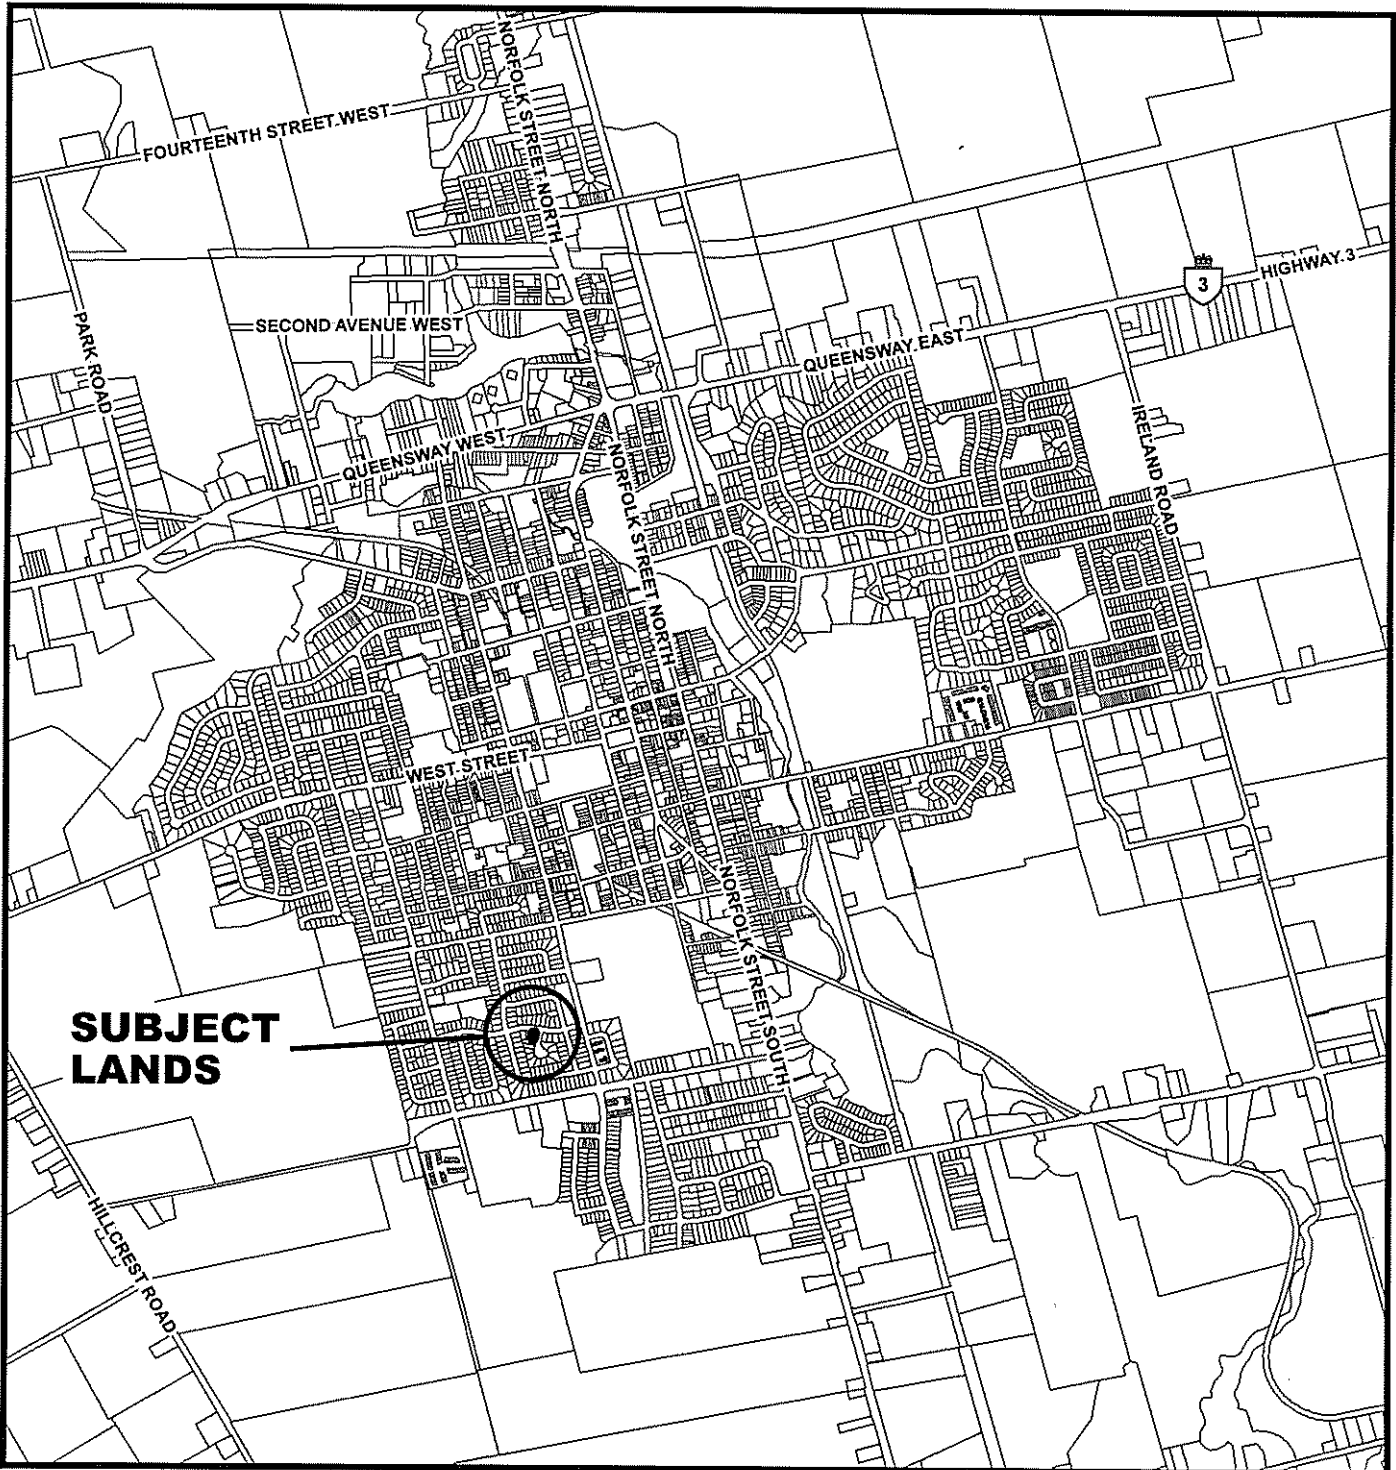 NORFOLK STREET NORTH
FOURTEENTH STREET WEST
HIGHWAY 3
3
SECOND AVENUE WEST
PARK ROAD
QUEENSWAY EAST
IRELAND ROAD
QUEENSWAY WEST
NORFOLK STREET NORTH
WEST STREET
NORFOLK STREET SOUTH
SUBJECT
LANDS
HILLCREST ROAD